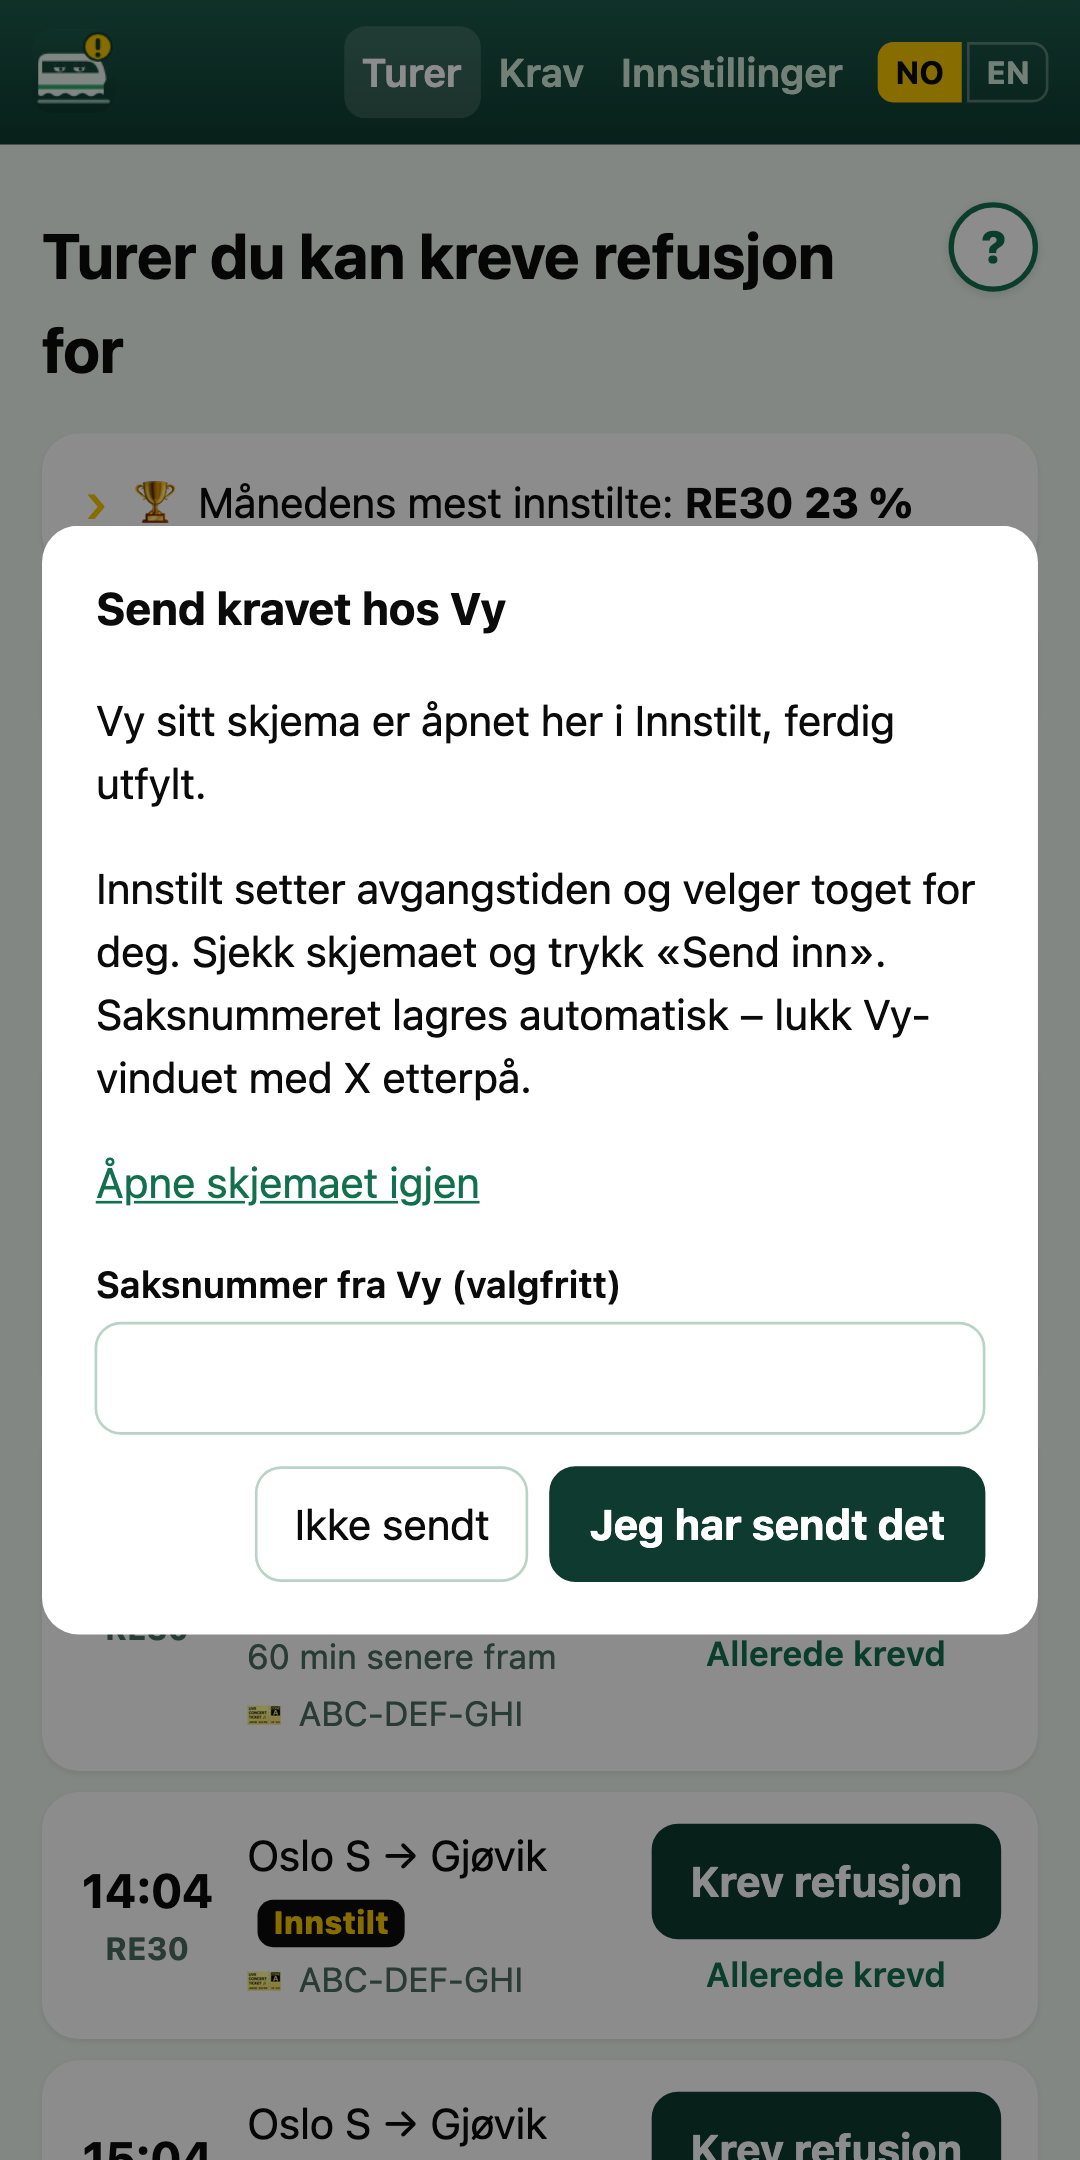 Turer
Krav
Innstillinger
NO
EN
Turer du kan kreve refusjon
for
?
Månedens mest innstilte: RE30 23 %
Send kravet hos Vy
Vy sitt skjema er åpnet her i Innstilt, ferdig
utfylt.
Innstilt setter avgangstiden og velger toget for
deg. Sjekk skjemaet og trykk «Send inn».
Saksnummeret lagres automatisk – lukk Vy-
vinduet med X etterpå.
Åpne skjemaet igjen
Saksnummer fra Vy (valgfritt)
Ikke sendt
Jeg har sendt det
60 min senere fram
Allerede krevd
ABC-DEF-GHI
Oslo S → Gjøvik
Krev refusjon
14:04
Innstilt
RE30
ABC-DEF-GHI
Allerede krevd
Oslo S → Gjøvik
15:04
Krev refusjon